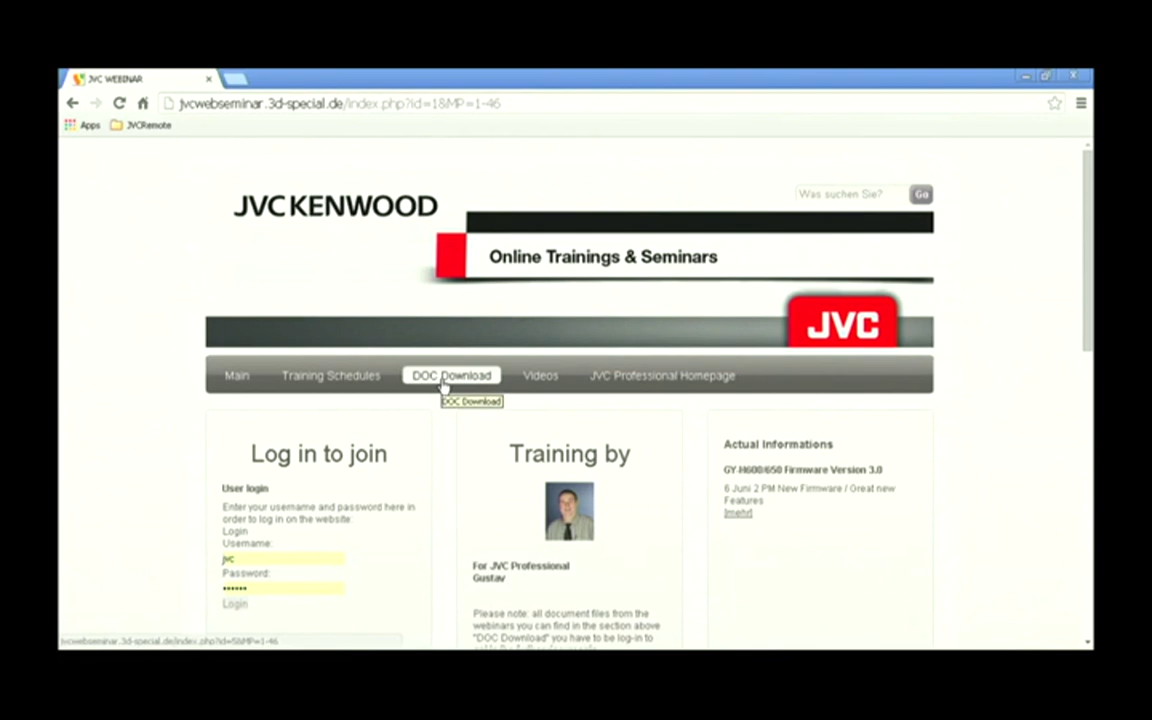 JVC WEBINAR
jvcwebseminar.3d-special.de/index.php?id=1&MP=1-46
Apps JVCRemote
JVCKENWOOD
Was suchen Sie? Go
Online Trainings & Seminars
JVC
Main Training Schedules DOC Download Videos JVC Professional Homepage
DOC Download
Log in to join
User login
Enter your username and password here in
order to log in on the website:
Login
Username:
jvc
Password:
••••••
Login
Training by
For JVC Professional
Gustav
Please note: all document files from the
webinars you can find in the section above
"DOC Download" you have to be log-in to
Actual Informations
GY-H600/650 Firmware Version 3.0
6 Juni 2 PM New Firmware / Great new
Features
[mehr]
jvcwebseminar.3d-special.de/index.php?id=5&MP=1-46